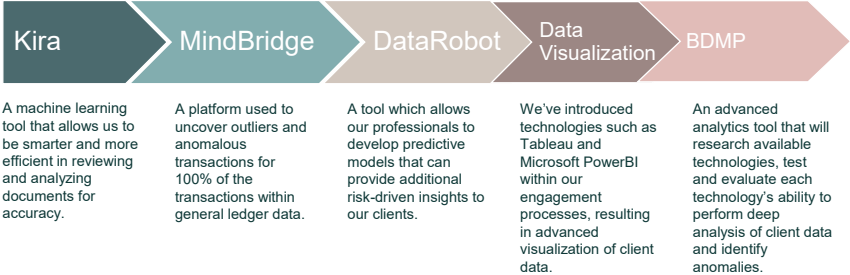 Kira
MindBridge
DataRobot
Data
Visualization
BDMP
A machine learning
tool that allows us to
be smarter and more
efficient in reviewing
and analyzing
documents for
accuracy.
A platform used to
uncover outliers and
anomalous
transactions for
100% of the
transactions within
general ledger data.
A tool which allows
our professionals to
develop predictive
models that can
provide additional
risk-driven insights to
our clients.
We’ve introduced
technologies such as
Tableau and
Microsoft PowerBI
within our
engagement
processes, resulting
in advanced
visualization of client
data.
An advanced
analytics tool that will
research available
technologies, test
and evaluate each
technology’s ability to
perform deep
analysis of client data
and identify
anomalies.